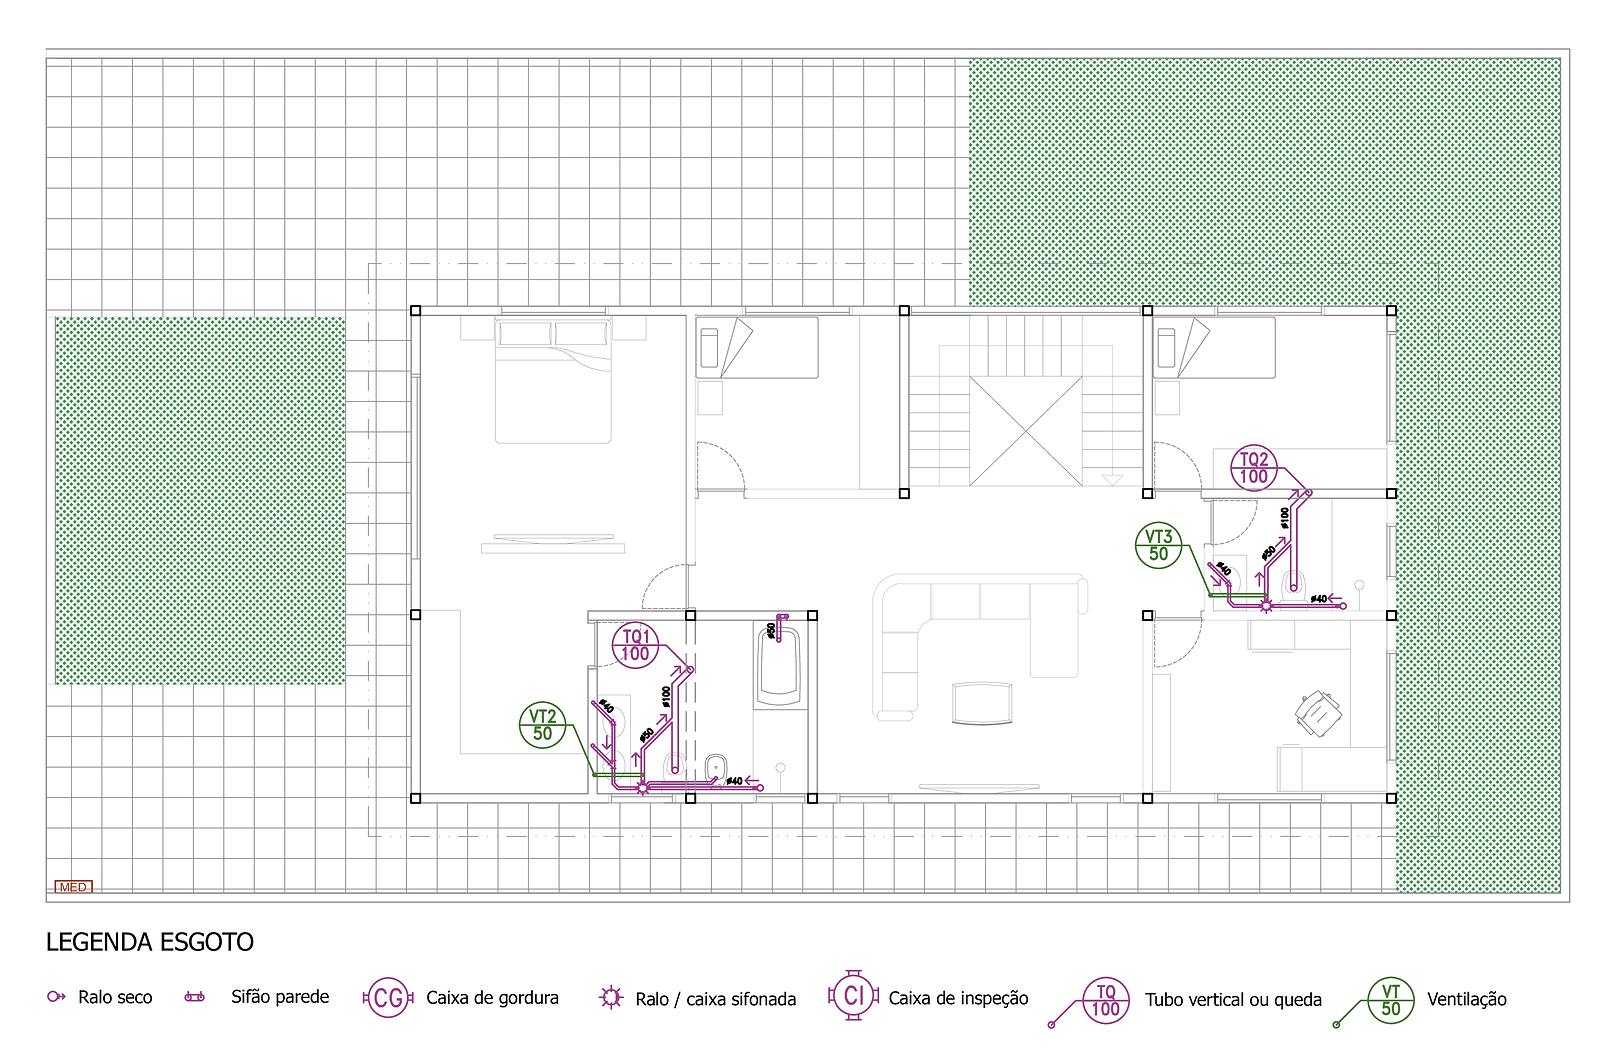 TQ2
100
ø100
VT3
50
ø50
ø40
ø40
ø50
TQ1
100
ø100
ø40
VT2
50
ø50
ø40
MED
LEGENDA ESGOTO
Ralo seco
Sifão parede
CG
Caixa de gordura
Ralo / caixa sifonada
CI
Caixa de inspeção
TQ
100
Tubo vertical ou queda
VT
50
Ventilação